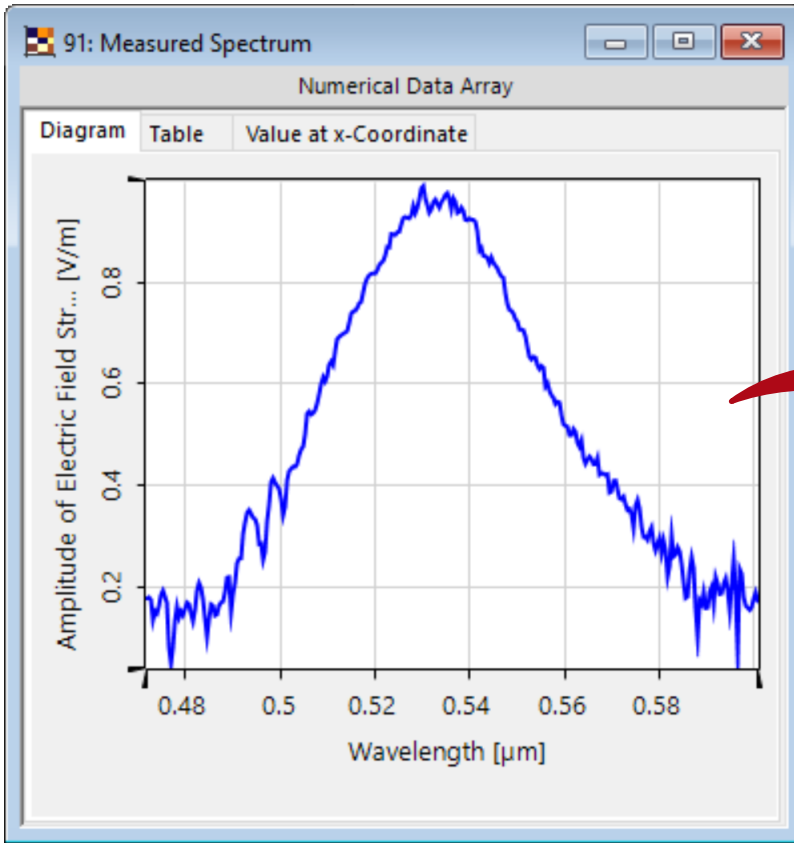 91: Measured Spectrum
Numerical Data Array
Diagram Table Value at x-Coordinate
Amplitude of Electric Field Str... [V/m]
0.8
0.6
0.4
0.2
0.48 0.5 0.52 0.54 0.56 0.58
Wavelength [µm]